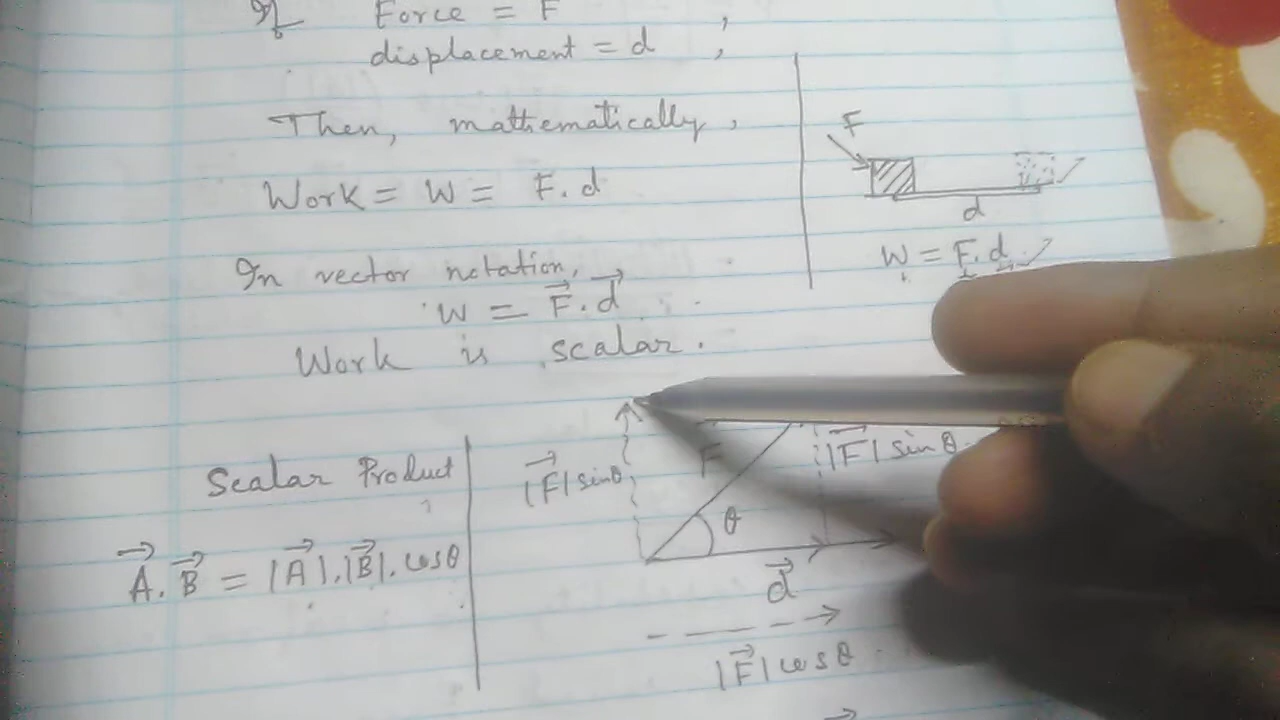 If Force = F ,
displacement = d ,
Then, mathematically,
Work = W = F.d
F
d
W = F.d
In vector notation,
W = F⃗.d⃗
Work is scalar.
Scalar Product
A⃗.B⃗ = |A⃗|.|B⃗|.cosθ
|F⃗|sinθ
F⃗
|F⃗|sinθ
θ
d⃗
|F⃗|cosθ